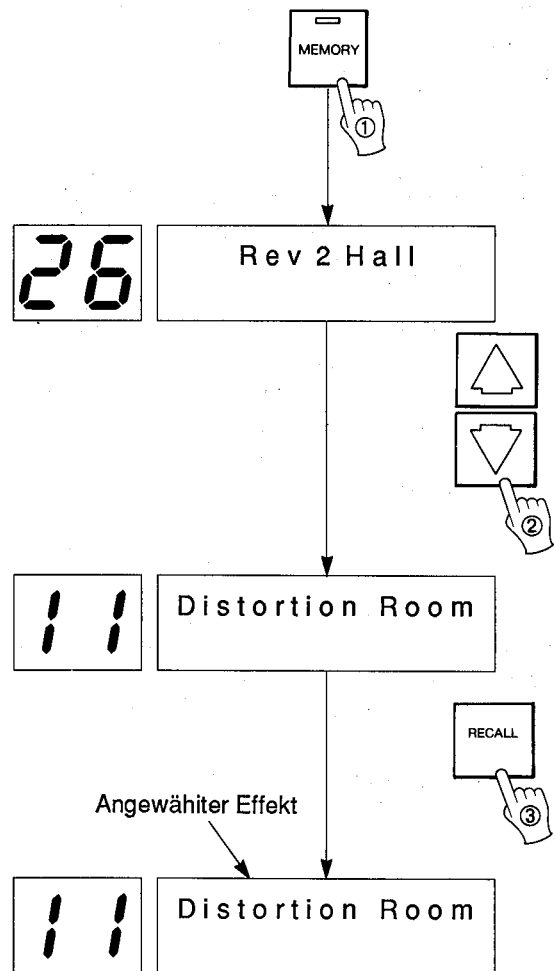 MEMORY
①
26 Rev 2 Hall
②
11 Distortion Room
RECALL
③
Angewähiter Effekt
11 Distortion Room